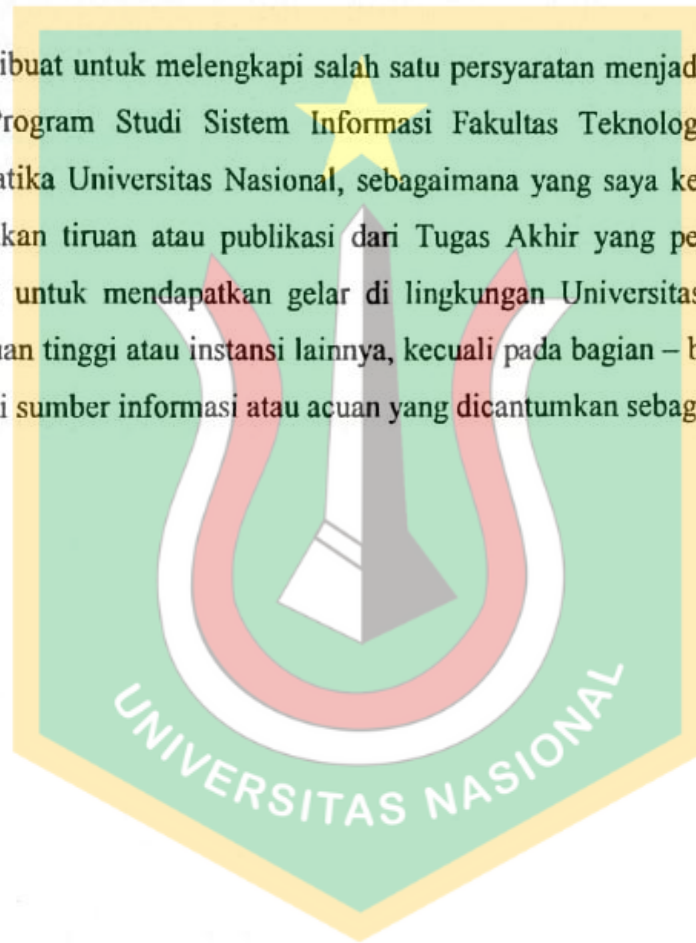 ibuat untuk melengkapi salah satu persyaratan menjad
Program Studi Sistem Informasi Fakultas Teknolog
atika Universitas Nasional, sebagaimana yang saya ke
kan tiruan atau publikasi dari Tugas Akhir yang pe
untuk mendapatkan gelar di lingkungan Universitas
uan tinggi atau instansi lainnya, kecuali pada bagian – b
i sumber informasi atau acuan yang dicantumkan sebag
UNIVERSITAS NASIONAL